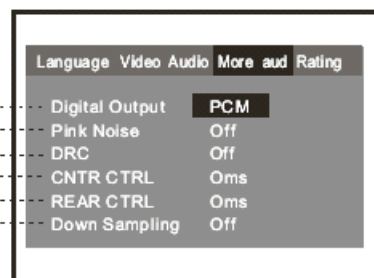 Language Video Audio More aud Rating
Digital Output PCM
Pink Noise Off
DRC Off
CNTR CTRL Oms
REAR CTRL Oms
Down Sampling Off